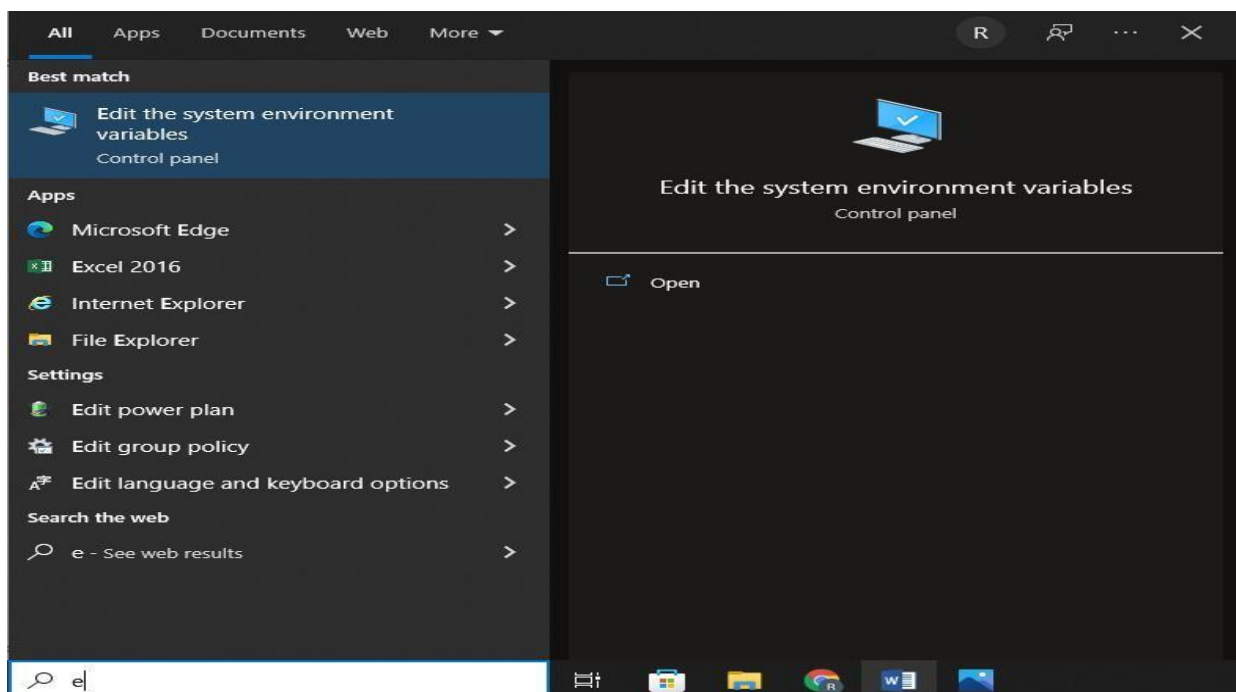 All Apps Documents Web More R
Best match
Edit the system environment
variables
Control panel
Apps
Microsoft Edge
Excel 2016
Internet Explorer
File Explorer
Settings
Edit power plan
Edit group policy
Edit language and keyboard options
Search the web
e - See web results
e
Edit the system environment variables
Control panel
Open